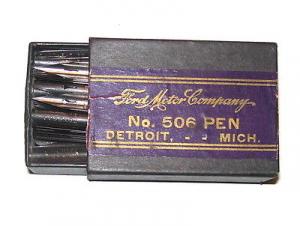 Ford Motor Company
No. 506 PEN
DETROIT, - - MICH.